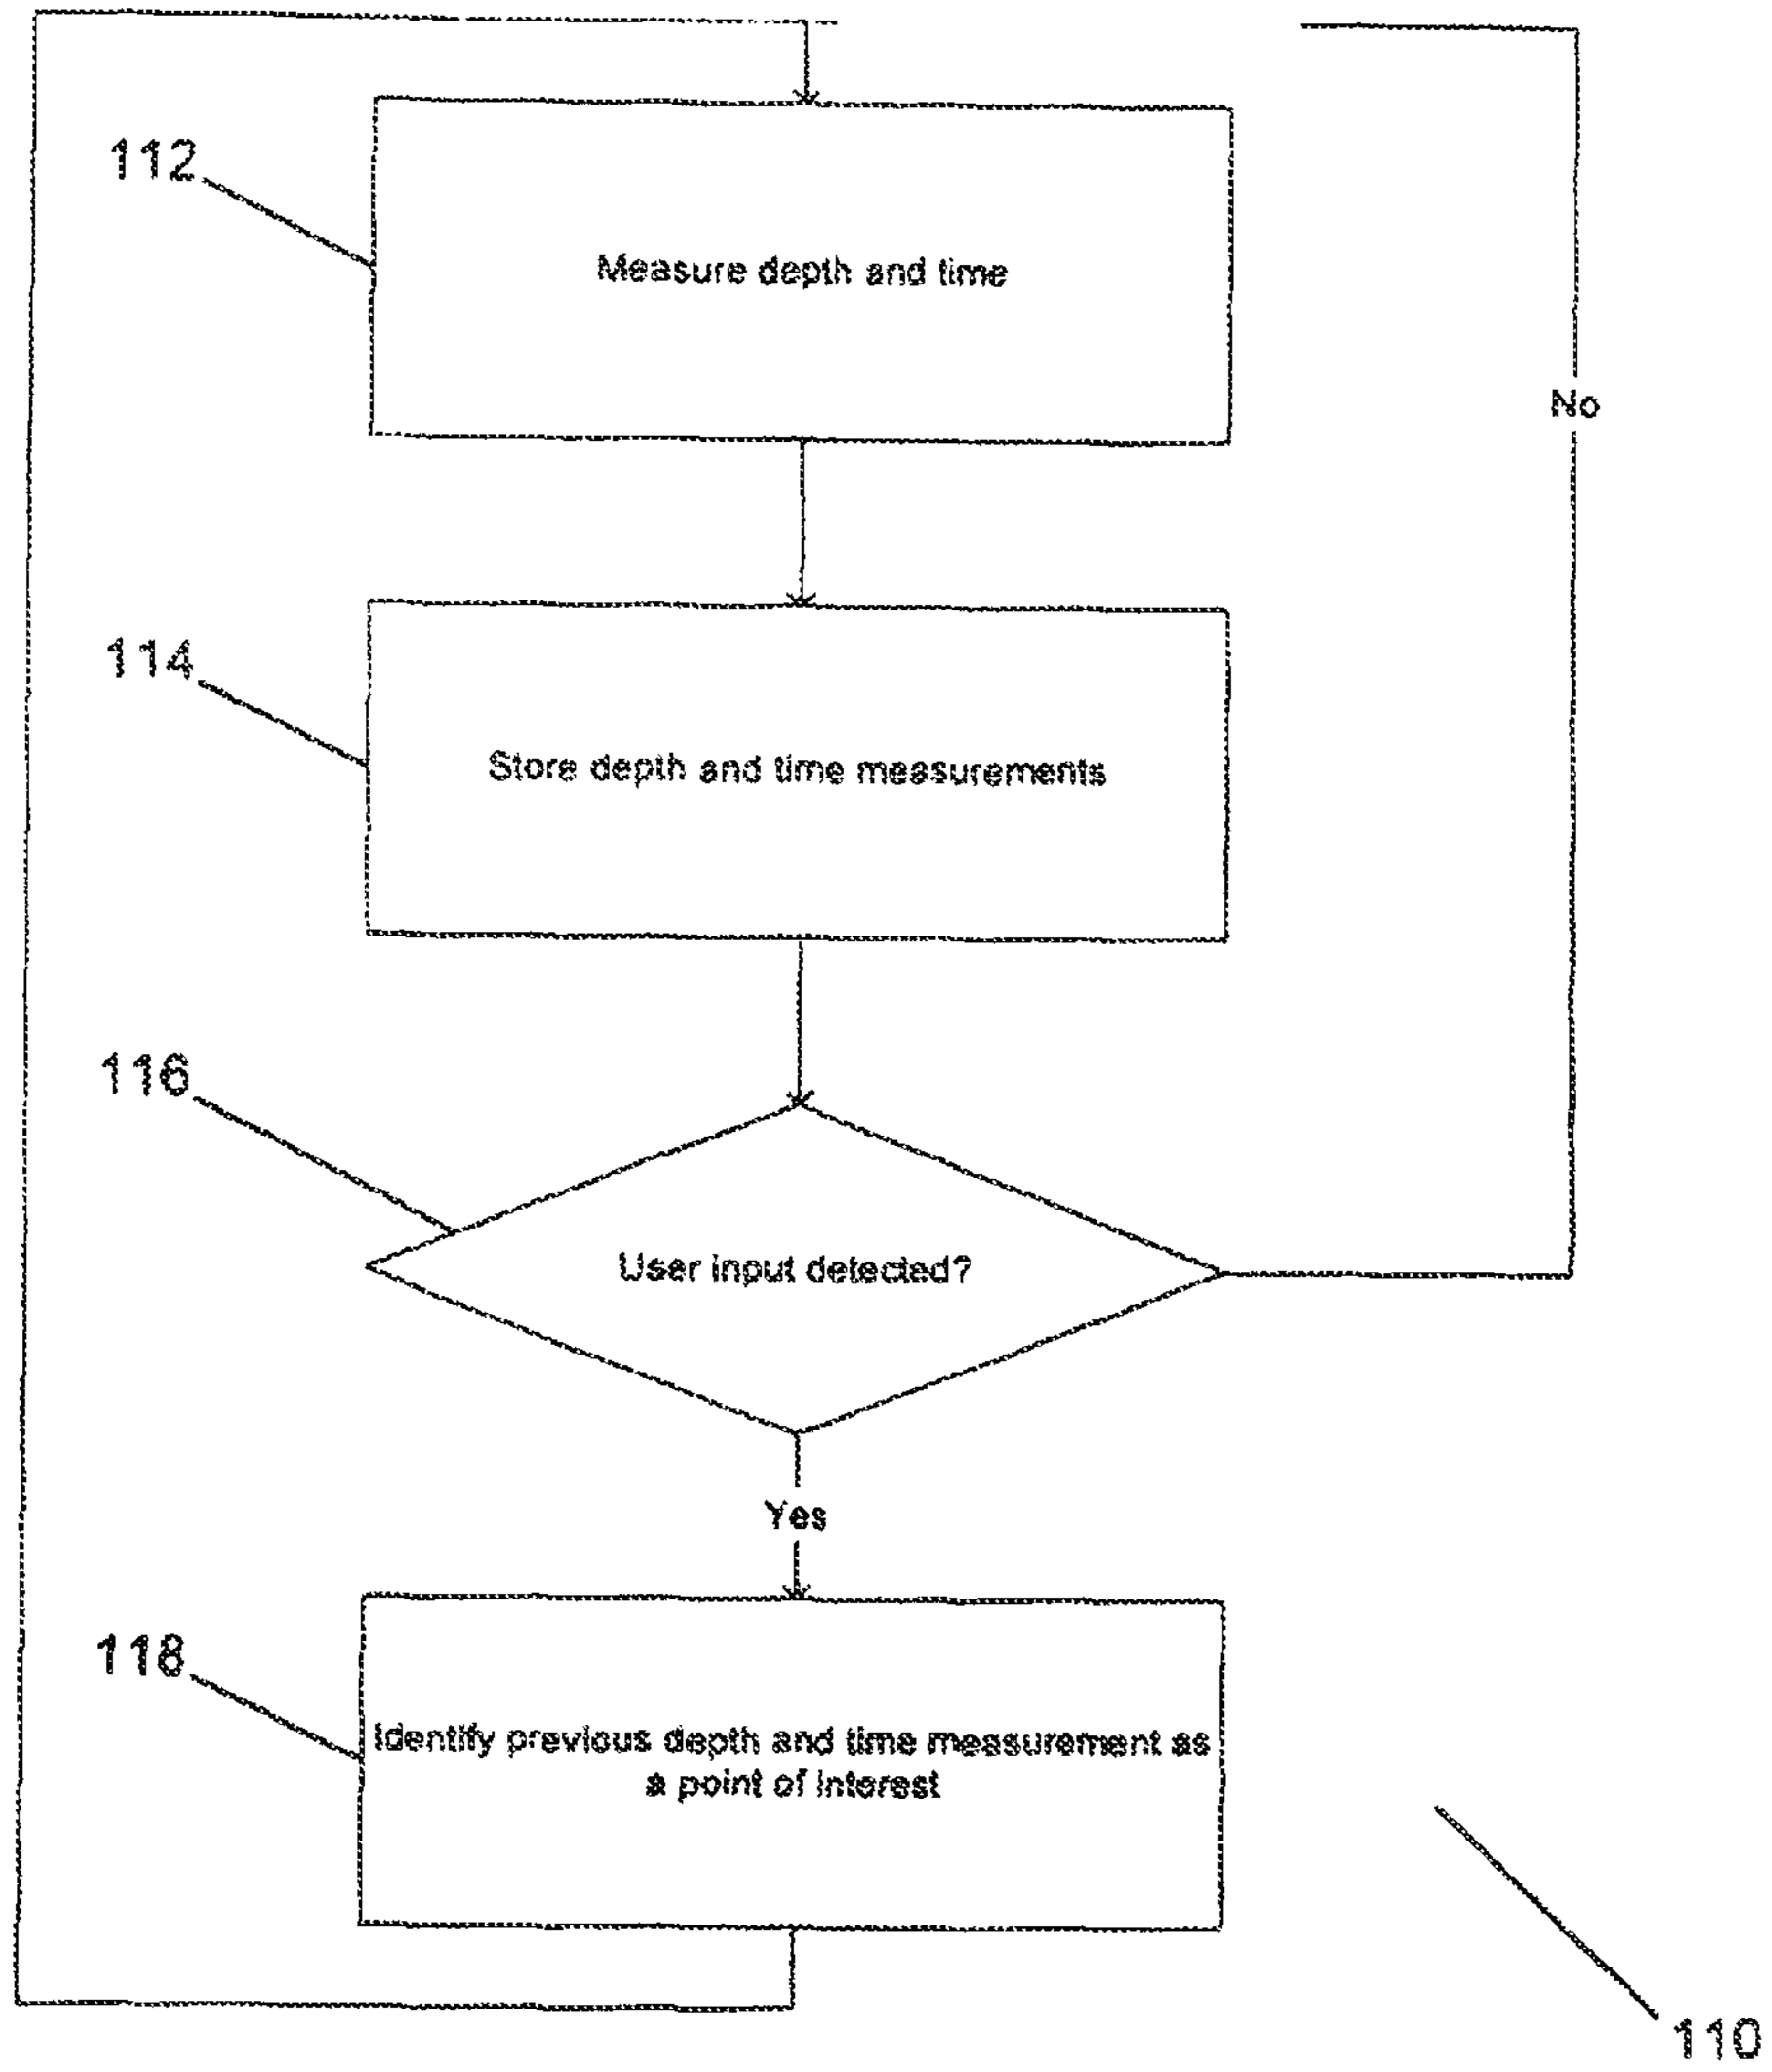 112
Measure depth and time
No
114
Store depth and time measurements
116
User input detected?
Yes
118
Identify previous depth and time measurement as
a point of interest
110